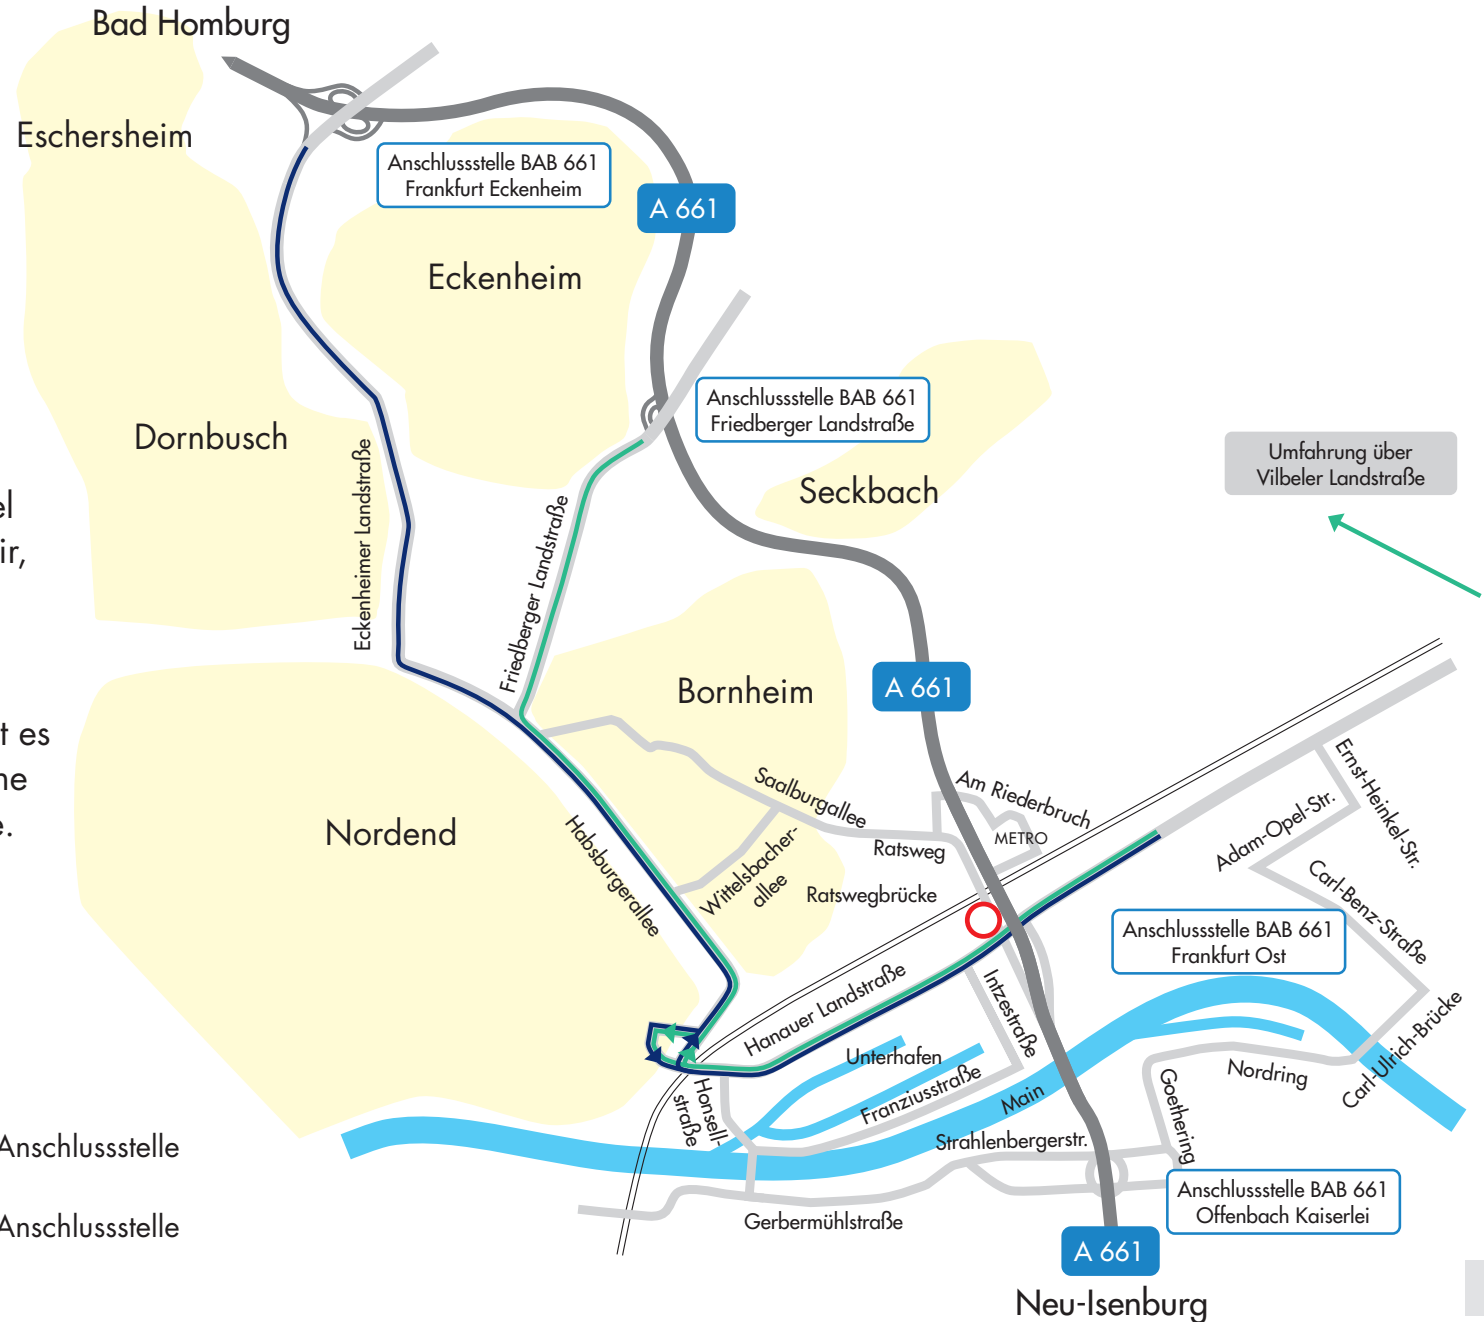 Bad Homburg
Eschersheim
Anschlussstelle BAB 661
Frankfurt Eckenheim
A 661
Eckenheim
Anschlussstelle BAB 661
Friedberger Landstraße
Dornbusch
Eckenheimer Landstraße
Friedberger Landstraße
Seckbach
Umfahrung über
Vilbeler Landstraße
el
ir,
Bornheim
A 661
t es
ne
e.
Nordend
Habsburgerallee
Saalburgallee
Wittelsbacher-
allee
Ratsweg
Ratswegbrücke
Am Riederbruch
METRO
Ernst-Heinkel-Str.
Adam-Opel-Str.
Carl-Benz-Straße
Anschlussstelle BAB 661
Frankfurt Ost
Hanauer Landstraße
Intzestraße
Unterhafen
Franziusstraße
Main
Honsell-
straße
Nordring
Carl-Ulrich-Brücke
Goethering
Strahlenbergerstr.
Anschlussstelle
Anschlussstelle BAB 661
Offenbach Kaiserlei
Gerbermühlstraße
Anschlussstelle
A 661
Neu-Isenburg